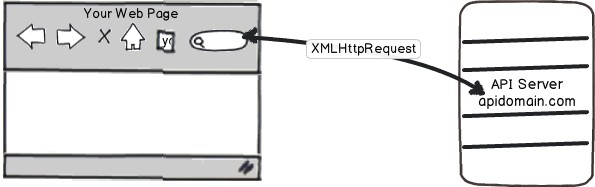 Your Web Page
XMLHttpRequest
API Server
apidomain.com